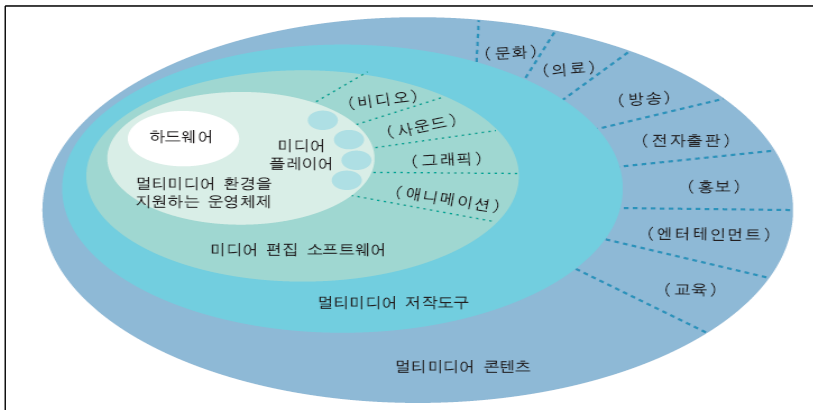 (문화)
(의료)
(방송)
(전자출판)
(홍보)
(엔터테인먼트)
(교육)
(비디오)
(사운드)
(그래픽)
(애니메이션)
하드웨어
미디어
플레이어
멀티미디어 환경을
지원하는 운영체제
미디어 편집 소프트웨어
멀티미디어 저작도구
멀티미디어 콘텐츠